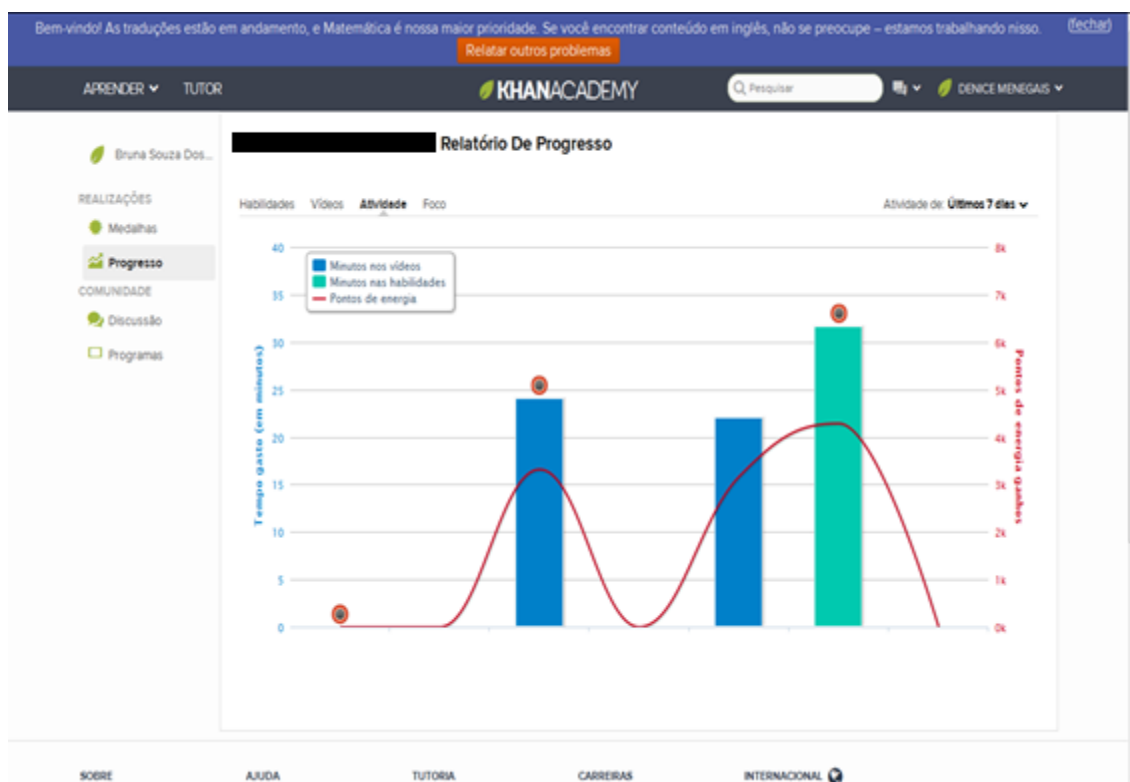 Bem-vindo! As traduções estão em andamento, e Matemática é nossa maior prioridade. Se você encontrar conteúdo em inglês, não se preocupe – estamos trabalhando nisso.
(fechar)
Relatar outros problemas
APRENDER
TUTOR
KHANACADEMY
Pesquisar
DENICE MENEGAIS
Bruna Souza Dos...
REALIZAÇÕES
Medalhas
Progresso
COMUNIDADE
Discussão
Programas
Relatório De Progresso
Habilidades Vídeos Atividade Foco
Atividade de: Últimos 7 dias
Minutos nos vídeos
Minutos nas habilidades
Pontos de energia
Tempo gasto (em minutos)
40
35
30
25
20
15
10
5
0
8k
7k
6k
5k
4k
3k
2k
1k
0k
Pontos de energia ganhos
SOBRE
AJUDA
TUTORIA
CARREIRAS
INTERNACIONAL